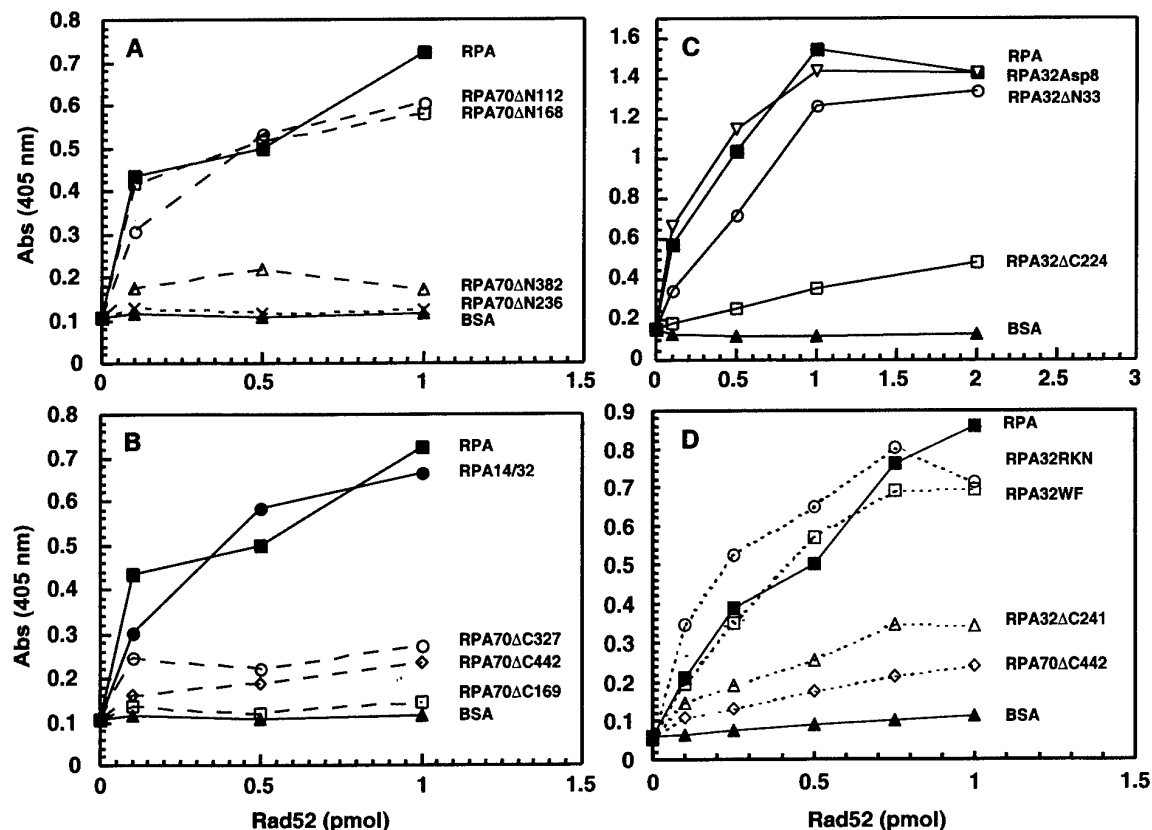 A
Abs (405 nm)
0.8
0.7
0.6
0.5
0.4
0.3
0.2
0.1
0
0
0.5
1
1.5
RPA
RPA70ΔN112
RPA70ΔN168
RPA70ΔN382
RPA70ΔN236
BSA
C
1.6
1.4
1.2
1
0.8
0.6
0.4
0.2
0
0
0.5
1
1.5
2
2.5
3
RPA
RPA32Asp8
RPA32ΔN33
RPA32ΔC224
BSA
B
Abs (405 nm)
0.8
0.7
0.6
0.5
0.4
0.3
0.2
0.1
0
0
0.5
1
1.5
Rad52 (pmol)
RPA
RPA14/32
RPA70ΔC327
RPA70ΔC442
RPA70ΔC169
BSA
D
0.9
0.8
0.7
0.6
0.5
0.4
0.3
0.2
0.1
0
0
0.5
1
1.5
Rad52 (pmol)
RPA
RPA32RKN
RPA32WF
RPA32ΔC241
RPA70ΔC442
BSA